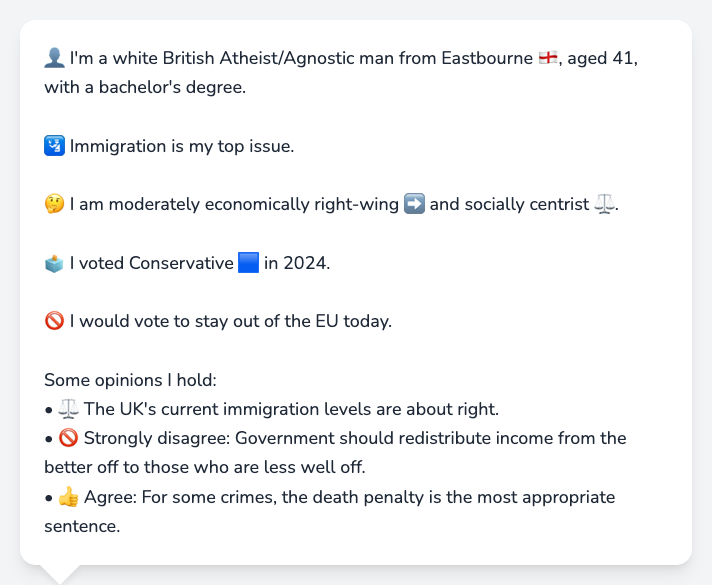 👤 I'm a white British Atheist/Agnostic man from Eastbourne 🏴󠁧󠁢󠁥󠁮󠁧󠁿, aged 41,
with a bachelor's degree.
🛂 Immigration is my top issue.
🤔 I am moderately economically right-wing ➡️ and socially centrist ⚖️.
🗳️ I voted Conservative 🟦 in 2024.
🚫 I would vote to stay out of the EU today.
Some opinions I hold:
• ⚖️ The UK's current immigration levels are about right.
• 🚫 Strongly disagree: Government should redistribute income from the
better off to those who are less well off.
• 👍 Agree: For some crimes, the death penalty is the most appropriate
sentence.